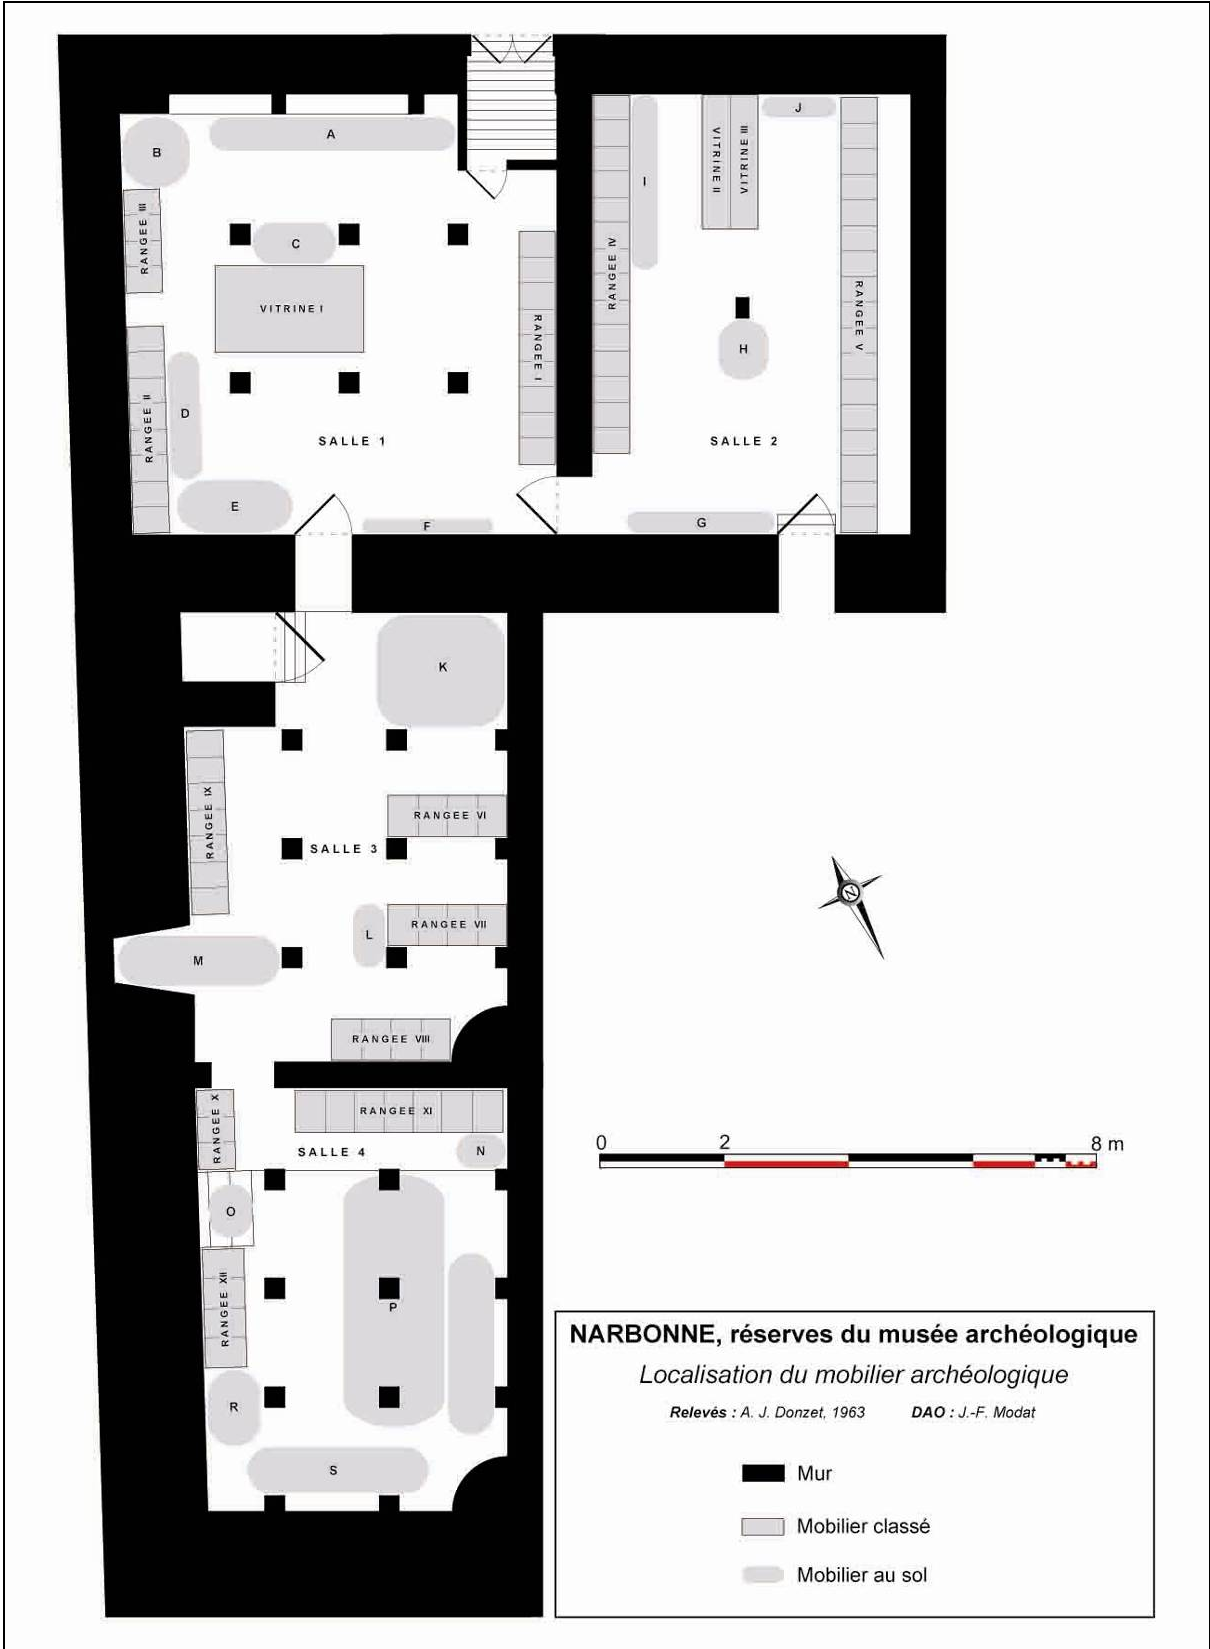 A
B
J
I
VITRINE II
VITRINE III
RANGEE III
C
RANGEE IV
VITRINE I
RANGEE I
RANGEE V
H
D
RANGEE II
SALLE 1
SALLE 2
E
F
G
K
RANGEE IX
RANGEE VI
SALLE 3
N
L
RANGEE VII
M
RANGEE VIII
RANGEE X
RANGEE XI
SALLE 4
N
0 2 8 m
O
RANGEE XII
P
R
S
NARBONNE, réserves du musée archéologique
Localisation du mobilier archéologique
Relevés : A. J. Donzet, 1963 DAO : J.-F. Modat
Mur
Mobilier classé
Mobilier au sol